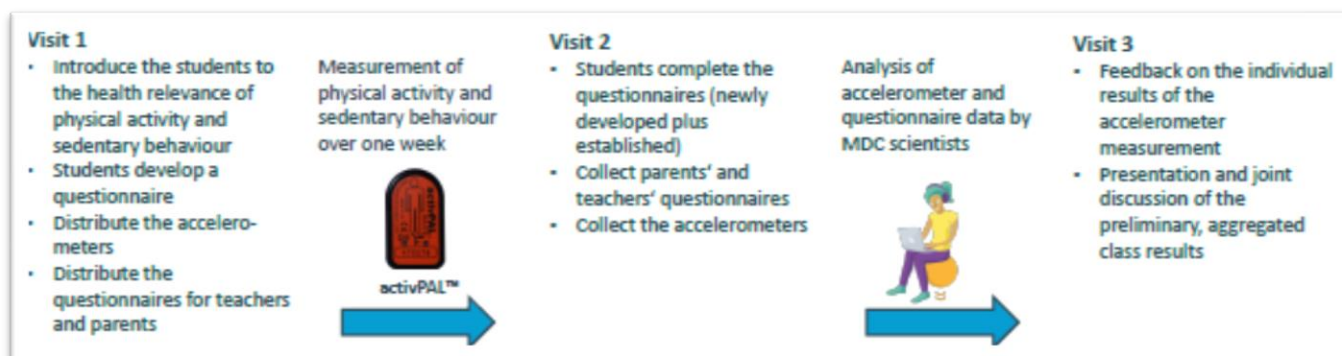 Visit 1
• Introduce the students to
the health relevance of
physical activity and
sedentary behaviour
• Students develop a
questionnaire
• Distribute the accelero-
meters
• Distribute the
questionnaires for teachers
and parents
Measurement of
physical activity and
sedentary behaviour
over one week
activPAL™
Visit 2
• Students complete the
questionnaires (newly
developed plus
established)
• Collect parents' and
teachers' questionnaires
• Collect the accelerometers
Analysis of
accelerometer and
questionnaire data by
MDC scientists
Visit 3
• Feedback on the individual
results of the
accelerometer
measurement
• Presentation and joint
discussion of the
preliminary, aggregated
class results